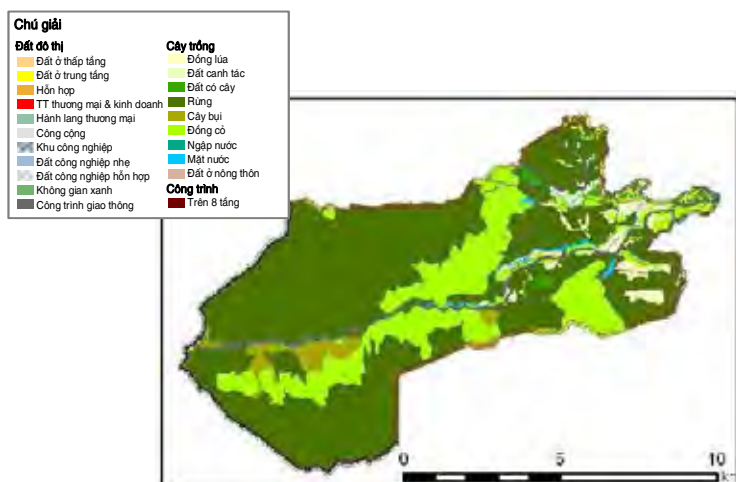 Chú giải
Đất đô thị
Đất ở thấp tầng
Đất ở trung tầng
Hỗn hợp
TT thương mại & kinh doanh
Hành lang thương mại
Công cộng
Khu công nghiệp
Đất công nghiệp nhẹ
Đất công nghiệp hỗn hợp
Không gian xanh
Công trình giao thông
Cây trồng
Đồng lúa
Đất canh tác
Đất có cây
Rừng
Cây bụi
Đồng cỏ
Ngập nước
Mặt nước
Đất ở nông thôn
Công trình
Trên 8 tầng
0 5 10
km